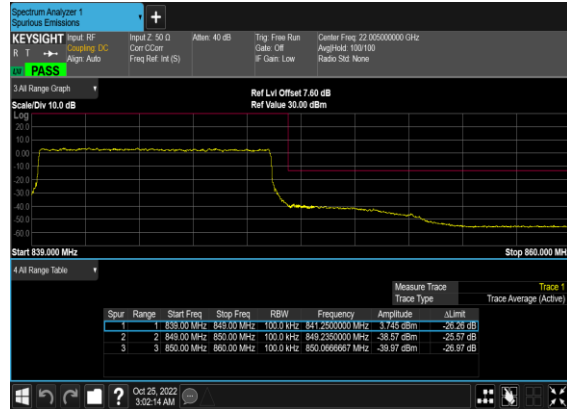 Spectrum Analyzer 1
Spurious Emissions
+
KEYSIGHT Input: RF Input Z: 50 Ω Atten: 40 dB Trig: Free Run Center Freq: 22.005000000 GHz
R T Coupling: DC Corr CCorr Gate: Off Avg|Hold: 100/100
Align: Auto Freq Ref: Int (S) IF Gain: Low Radio Std: None
PASS
3 All Range Graph
Ref Lvl Offset 7.60 dB
Scale/Div 10.0 dB Ref Value 30.00 dBm
Log
20.0
10.0
0.00
-10.0
-20.0
-30.0
-40.0
-50.0
-60.0
Start 839.000 MHz Stop 860.000 MH
4 All Range Table
Measure Trace Trace 1
Trace Type Trace Average (Active)
Spur Range Start Freq Stop Freq RBW Frequency Amplitude ΔLimit
1 1 839.00 MHz 849.00 MHz 100.0 kHz 841.2500000 MHz 3.745 dBm -26.26 dB
2 2 849.00 MHz 850.00 MHz 100.0 kHz 849.2350000 MHz -38.57 dBm -25.57 dB
3 3 850.00 MHz 860.00 MHz 100.0 kHz 850.0666667 MHz -39.97 dBm -26.97 dB
? Oct 25, 2022
3:02:14 AM